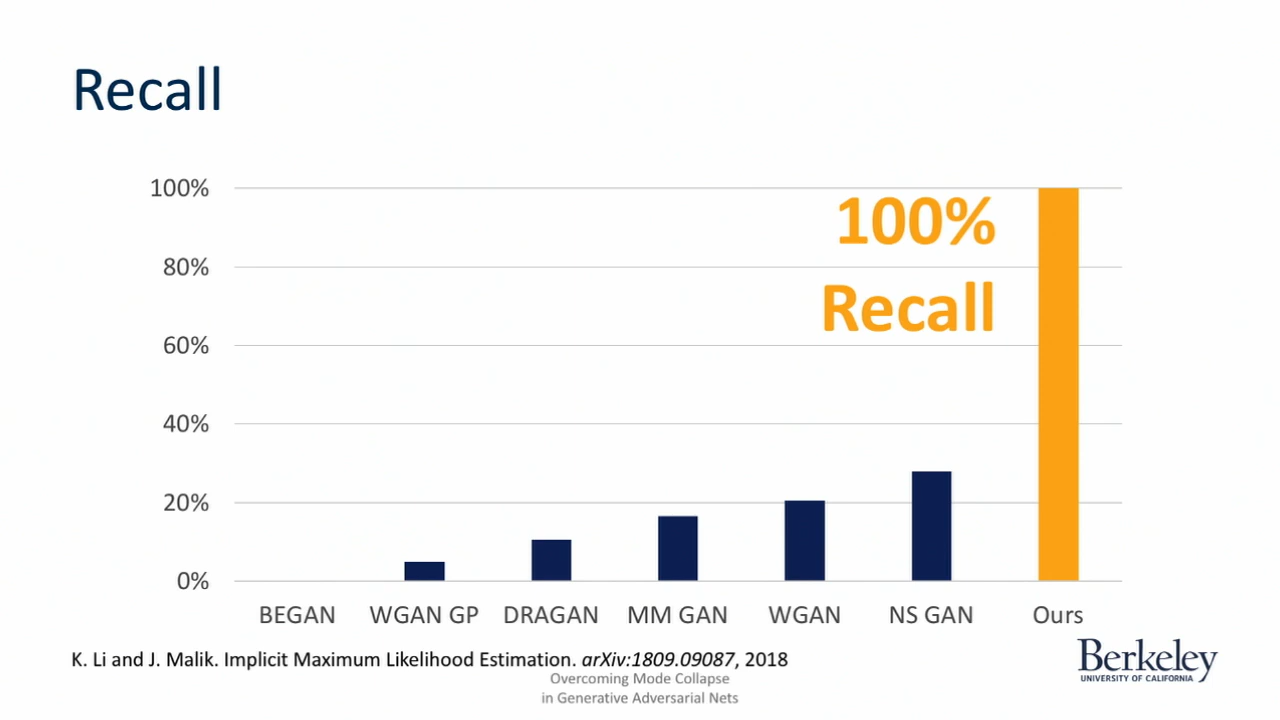 Recall
100%
80%
60%
40%
20%
0%
100%
Recall
BEGAN WGAN GP DRAGAN MM GAN WGAN NS GAN Ours
K. Li and J. Malik. Implicit Maximum Likelihood Estimation. arXiv:1809.09087, 2018
Overcoming Mode Collapse
in Generative Adversarial Nets
Berkeley
UNIVERSITY OF CALIFORNIA